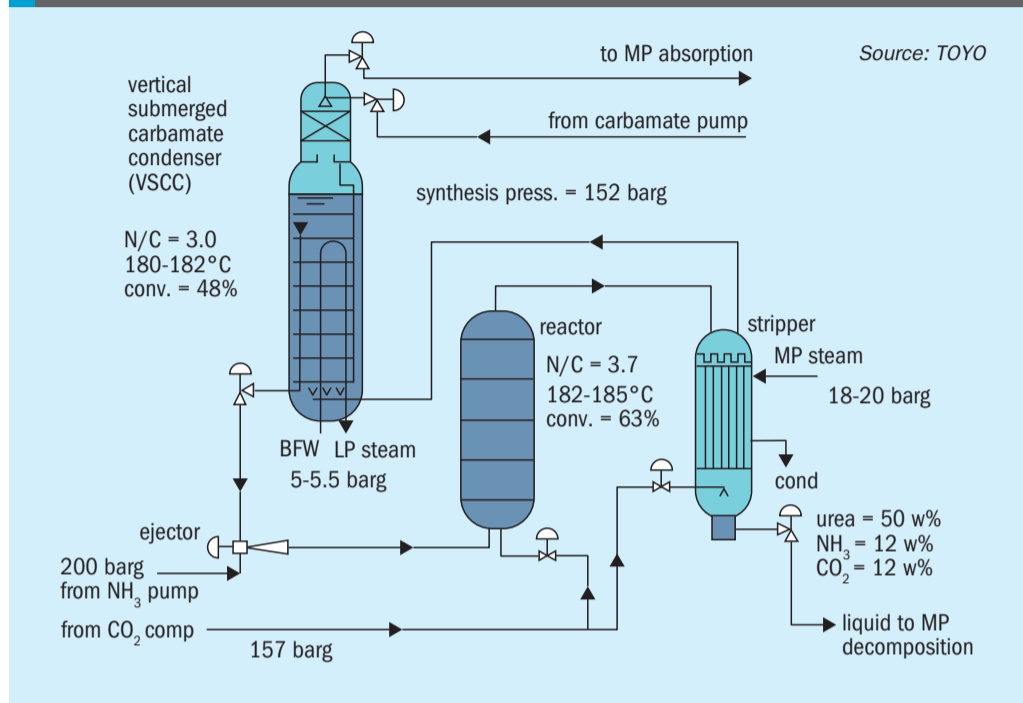 to MP absorption
Source: TOYO
vertical
submerged
carbamate
condenser
(VSCC)
from carbamate pump
synthesis press. = 152 barg
N/C = 3.0
180-182°C
conv. = 48%
reactor
N/C = 3.7
182-185°C
conv. = 63%
stripper
MP steam
18-20 barg
BFW LP steam
5-5.5 barg
cond
ejector
urea = 50 w%
NH₃ = 12 w%
CO₂ = 12 w%
200 barg
from NH₃ pump
from CO₂ comp
157 barg
liquid to MP
decomposition